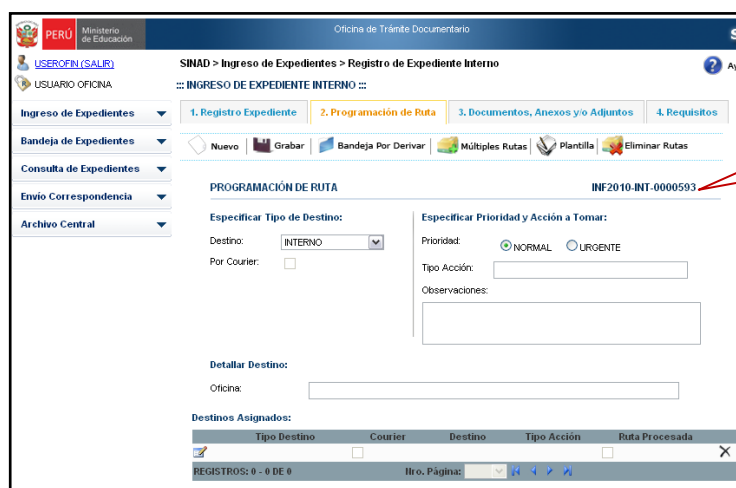 PERÚ Ministerio de Educación
Oficina de Trámite Documentario
S
USEROFIN (SALIR)
USUARIO OFICINA
SINAD > Ingreso de Expedientes > Registro de Expediente Interno
Ay
::: INGRESO DE EXPEDIENTE INTERNO :::
Ingreso de Expedientes
Bandeja de Expedientes
Consulta de Expedientes
Envío Correspondencia
Archivo Central
1. Registro Expediente 2. Programación de Ruta 3. Documentos, Anexos y/o Adjuntos 4. Requisitos
Nuevo Grabar Bandeja Por Derivar Múltiples Rutas Plantilla Eliminar Rutas
PROGRAMACIÓN DE RUTA INF2010-INT-0000593
Especificar Tipo de Destino: Especificar Prioridad y Acción a Tomar:
Destino: INTERNO Prioridad: NORMAL URGENTE
Por Courier: Tipo Acción:
Observaciones:
Detallar Destino:
Oficina:
Destinos Asignados:
Tipo Destino Courier Destino Tipo Acción Ruta Procesada
REGISTROS: 0 - 0 DE 0 Nro. Página: